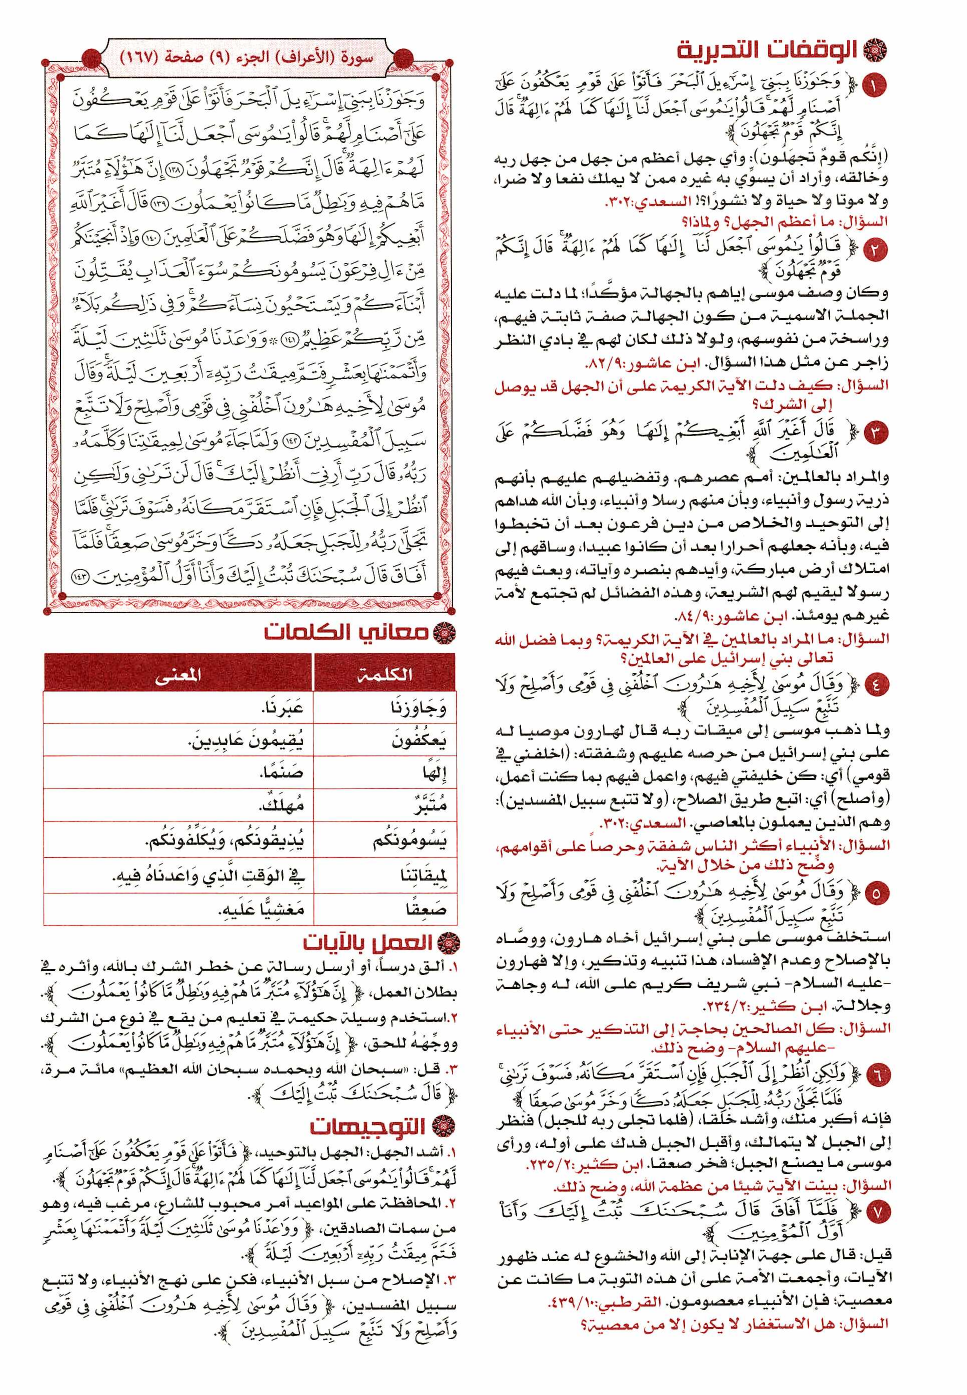 الوقفات التدبرية
١ ﴿ وَجَٰوَزْنَا بِبَنِىٓ إِسْرَٰٓءِيلَ ٱلْبَحْرَ فَأَتَوْا۟ عَلَىٰ قَوْمٍ يَعْكُفُونَ عَلَىٰٓ
أَصْنَامٍ لَّهُمْ ۚ قَالُوا۟ يَٰمُوسَى ٱجْعَل لَّنَآ إِلَٰهًا كَمَا لَهُمْ ءَالِهَةٌ ۚ قَالَ
إِنَّكُمْ قَوْمٌ تَجْهَلُونَ ﴾
(إنَّكُم قومٌ تَجهَلُون): وأي جهل أعظم من جهل من جهل ربه
وخالقه، وأراد أن يسوِّي به غيره ممن لا يملك نفعا ولا ضرا،
ولا موتا ولا حياة ولا نشورًا؟! السعدي:٣٠٢.
السؤال: ما أعظم الجهل؟ ولماذا؟
٢ ﴿ قَالُوا۟ يَٰمُوسَى ٱجْعَل لَّنَآ إِلَٰهًا كَمَا لَهُمْ ءَالِهَةٌ ۚ قَالَ إِنَّكُمْ
قَوْمٌ تَجْهَلُونَ ﴾
وكان وصف موسى إياهم بالجهالة مؤكَّدًا؛ لما دلت عليه
الجملة الاسمية من كون الجهالة صفة ثابتة فيهم،
وراسخة من نفوسهم، ولولا ذلك لكان لهم في بادي النظر
زاجر عن مثل هذا السؤال. ابن عاشور:٨٢/٩.
السؤال: كيف دلت الآية الكريمة على أن الجهل قد يوصل
إلى الشرك؟
٣ ﴿ قَالَ أَغَيْرَ ٱللَّهِ أَبْغِيكُمْ إِلَٰهًا وَهُوَ فَضَّلَكُمْ عَلَى
ٱلْعَٰلَمِينَ ﴾
والمراد بالعالمين: أمم عصرهم. وتفضيلهم عليهم بأنهم
ذرية رسول وأنبياء، وبأن منهم رسلا وأنبياء، وبأن الله هداهم
إلى التوحيد والخلاص من دين فرعون بعد أن تخبطوا
فيه، وبأنه جعلهم أحرارا بعد أن كانوا عبيدا، وساقهم إلى
امتلاك أرض مباركة، وأيدهم بنصره وآياته، وبعث فيهم
رسولا ليقيم لهم الشريعة، وهذه الفضائل لم تجتمع لأمة
غيرهم يومئذ. ابن عاشور:٨٤/٩.
السؤال: ما المراد بالعالمين في الآية الكريمة؟ وبما فضل الله
تعالى بني إسرائيل على العالمين؟
٤ ﴿ وَقَالَ مُوسَىٰ لِأَخِيهِ هَٰرُونَ ٱخْلُفْنِى فِى قَوْمِى وَأَصْلِحْ وَلَا
تَتَّبِعْ سَبِيلَ ٱلْمُفْسِدِينَ ﴾
ولما ذهب موسى إلى ميقات ربه قال لهارون موصيا له
على بني إسرائيل من حرصه عليهم وشفقته: (اخلفني في
قومي) أي: كن خليفتي فيهم، واعمل فيهم بما كنت أعمل،
(وأصلح) أي: اتبع طريق الصلاح، (ولا تتبع سبيل المفسدين):
وهم الذين يعملون بالمعاصي. السعدي:٣٠٢.
السؤال: الأنبياء أكثر الناس شفقة وحرصاً على أقوامهم،
وضِّح ذلك من خلال الآية.
٥ ﴿ وَقَالَ مُوسَىٰ لِأَخِيهِ هَٰرُونَ ٱخْلُفْنِى فِى قَوْمِى وَأَصْلِحْ وَلَا
تَتَّبِعْ سَبِيلَ ٱلْمُفْسِدِينَ ﴾
استخلف موسى على بني إسرائيل أخاه هارون، ووصَّاه
بالإصلاح وعدم الإفساد، هذا تنبيه وتذكير، وإلا فهارون
-عليه السلام- نبي شريف كريم على الله، له وجاهة
وجلالة. ابن كثير:٢٣٤/٢.
السؤال: كل الصالحين بحاجة إلى التذكير حتى الأنبياء
-عليهم السلام- وضح ذلك.
٦ ﴿ وَلَٰكِنِ ٱنظُرْ إِلَى ٱلْجَبَلِ فَإِنِ ٱسْتَقَرَّ مَكَانَهُۥ فَسَوْفَ تَرَىٰنِى ۚ
فَلَمَّا تَجَلَّىٰ رَبُّهُۥ لِلْجَبَلِ جَعَلَهُۥ دَكًّا وَخَرَّ مُوسَىٰ صَعِقًا ﴾
فإنه أكبر منك، وأشد خلقا، (فلما تجلى ربه للجبل) فنظر
إلى الجبل لا يتمالك، وأقبل الجبل فدك على أوله، ورأى
موسى ما يصنع الجبل؛ فخر صعقا. ابن كثير:٢٣٥/٢.
السؤال: بينت الآية شيئا من عظمة الله، وضح ذلك.
٧ ﴿ فَلَمَّآ أَفَاقَ قَالَ سُبْحَٰنَكَ تُبْتُ إِلَيْكَ وَأَنَا۠
أَوَّلُ ٱلْمُؤْمِنِينَ ﴾
قيل: قال على جهة الإنابة إلى الله والخشوع له عند ظهور
الآيات، وأجمعت الأمة على أن هذه التوبة ما كانت عن
معصية؛ فإن الأنبياء معصومون. القرطبي:٤٣٩/١٠.
السؤال: هل الاستغفار لا يكون إلا من معصية؟
سورة (الأعراف) الجزء (٩) صفحة (١٦٧)
وَجَٰوَزْنَا بِبَنِىٓ إِسْرَٰٓءِيلَ ٱلْبَحْرَ فَأَتَوْا۟ عَلَىٰ قَوْمٍ يَعْكُفُونَ
عَلَىٰٓ أَصْنَامٍ لَّهُمْ ۚ قَالُوا۟ يَٰمُوسَى ٱجْعَل لَّنَآ إِلَٰهًا كَمَا
لَهُمْ ءَالِهَةٌ ۚ قَالَ إِنَّكُمْ قَوْمٌ تَجْهَلُونَ ١٣٨ إِنَّ هَٰٓؤُلَآءِ مُتَبَّرٌ
مَّا هُمْ فِيهِ وَبَٰطِلٌ مَّا كَانُوا۟ يَعْمَلُونَ ١٣٩ قَالَ أَغَيْرَ ٱللَّهِ
أَبْغِيكُمْ إِلَٰهًا وَهُوَ فَضَّلَكُمْ عَلَى ٱلْعَٰلَمِينَ ١٤٠ وَإِذْ أَنجَيْنَٰكُم
مِّنْ ءَالِ فِرْعَوْنَ يَسُومُونَكُمْ سُوٓءَ ٱلْعَذَابِ ۖ يُقَتِّلُونَ
أَبْنَآءَكُمْ وَيَسْتَحْيُونَ نِسَآءَكُمْ ۚ وَفِى ذَٰلِكُم بَلَآءٌ
مِّن رَّبِّكُمْ عَظِيمٌ ١٤١ ۞ وَوَٰعَدْنَا مُوسَىٰ ثَلَٰثِينَ لَيْلَةً
وَأَتْمَمْنَٰهَا بِعَشْرٍ فَتَمَّ مِيقَٰتُ رَبِّهِۦٓ أَرْبَعِينَ لَيْلَةً ۚ وَقَالَ
مُوسَىٰ لِأَخِيهِ هَٰرُونَ ٱخْلُفْنِى فِى قَوْمِى وَأَصْلِحْ وَلَا تَتَّبِعْ
سَبِيلَ ٱلْمُفْسِدِينَ ١٤٢ وَلَمَّا جَآءَ مُوسَىٰ لِمِيقَٰتِنَا وَكَلَّمَهُۥ
رَبُّهُۥ قَالَ رَبِّ أَرِنِىٓ أَنظُرْ إِلَيْكَ ۚ قَالَ لَن تَرَىٰنِى وَلَٰكِنِ
ٱنظُرْ إِلَى ٱلْجَبَلِ فَإِنِ ٱسْتَقَرَّ مَكَانَهُۥ فَسَوْفَ تَرَىٰنِى ۚ فَلَمَّا
تَجَلَّىٰ رَبُّهُۥ لِلْجَبَلِ جَعَلَهُۥ دَكًّا وَخَرَّ مُوسَىٰ صَعِقًا ۚ فَلَمَّآ
أَفَاقَ قَالَ سُبْحَٰنَكَ تُبْتُ إِلَيْكَ وَأَنَا۠ أَوَّلُ ٱلْمُؤْمِنِينَ ١٤٣
معاني الكلمات
الكلمة المعنى
وَجَاوَزنَا عَبَرنَا.
يَعكُفُونَ يُقِيمُونَ عَابِدِينَ.
إِلَهًا صَنَمًا.
مُتَبَّرٌ مُهلَكٌ.
يَسُومُونَكُم يُذِيقُونَكُم، وَيُكَلِّفُونَكُم.
لِمِيقَاتِنَا فِي الوَقتِ الَّذِي وَاعَدنَاهُ فِيهِ.
صَعِقًا مَغشِيًّا عَلَيهِ.
العمل بالآيات
١. ألق درساً، أو أرسل رسالة عن خطر الشرك بالله، وأثره في
بطلان العمل، ﴿ إِنَّ هَٰٓؤُلَآءِ مُتَبَّرٌ مَّا هُمْ فِيهِ وَبَٰطِلٌ مَّا كَانُوا۟ يَعْمَلُونَ ﴾.
٢.استخدم وسيلة حكيمة في تعليم من يقع في نوع من الشرك
ووجِّهْهُ للحق، ﴿ إِنَّ هَٰٓؤُلَآءِ مُتَبَّرٌ مَّا هُمْ فِيهِ وَبَٰطِلٌ مَّا كَانُوا۟ يَعْمَلُونَ ﴾.
٣. قل: «سبحان الله وبحمده سبحان الله العظيم» مائة مرة،
﴿ قَالَ سُبْحَٰنَكَ تُبْتُ إِلَيْكَ ﴾.
التوجيهات
١. أشد الجهل: الجهل بالتوحيد، ﴿ فَأَتَوْا۟ عَلَىٰ قَوْمٍ يَعْكُفُونَ عَلَىٰٓ أَصْنَامٍ
لَّهُمْ ۚ قَالُوا۟ يَٰمُوسَى ٱجْعَل لَّنَآ إِلَٰهًا كَمَا لَهُمْ ءَالِهَةٌ ۚ قَالَ إِنَّكُمْ قَوْمٌ تَجْهَلُونَ ﴾.
٢. المحافظة على المواعيد أمر محبوب للشارع، مرغب فيه، وهو
من سمات الصادقين، ﴿ وَوَٰعَدْنَا مُوسَىٰ ثَلَٰثِينَ لَيْلَةً وَأَتْمَمْنَٰهَا بِعَشْرٍ
فَتَمَّ مِيقَٰتُ رَبِّهِۦٓ أَرْبَعِينَ لَيْلَةً ﴾.
٣. الإصلاح من سبل الأنبياء، فكن على نهج الأنبياء، ولا تتبع
سبيل المفسدين، ﴿ وَقَالَ مُوسَىٰ لِأَخِيهِ هَٰرُونَ ٱخْلُفْنِى فِى قَوْمِى
وَأَصْلِحْ وَلَا تَتَّبِعْ سَبِيلَ ٱلْمُفْسِدِينَ ﴾.